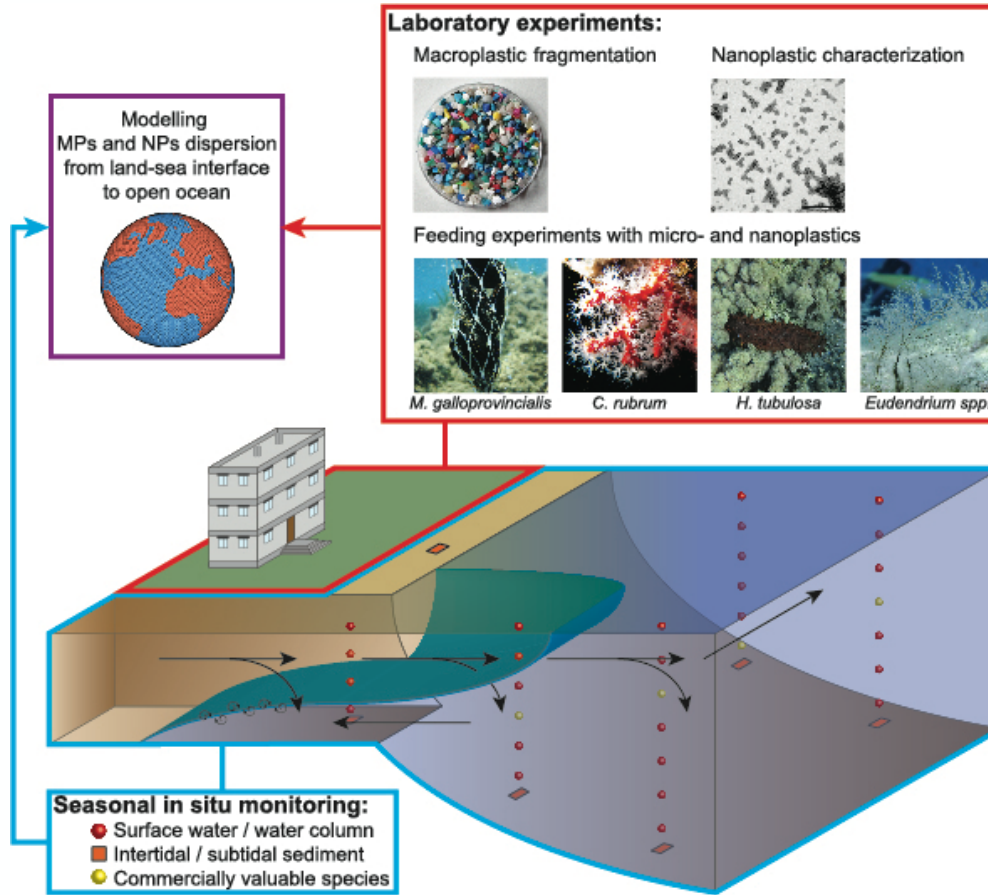 Laboratory experiments:
Macroplastic fragmentation
Nanoplastic characterization
Modelling
MPs and NPs dispersion
from land-sea interface
to open ocean
Feeding experiments with micro- and nanoplastics
M. galloprovincialis
C. rubrum
H. tubulosa
Eudendrium spp.
Seasonal in situ monitoring:
Surface water / water column
Intertidal / subtidal sediment
Commercially valuable species